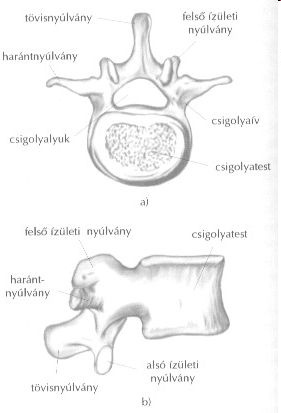 tövisnyúlvány
felső ízületi
nyúlvány
harántnyúlvány
csigolyaív
csigolyalyuk
csigolyatest
a)
felső ízületi nyúlvány
csigolyatest
haránt-
nyúlvány
alsó ízületi
nyúlvány
tövisnyúlvány
b)